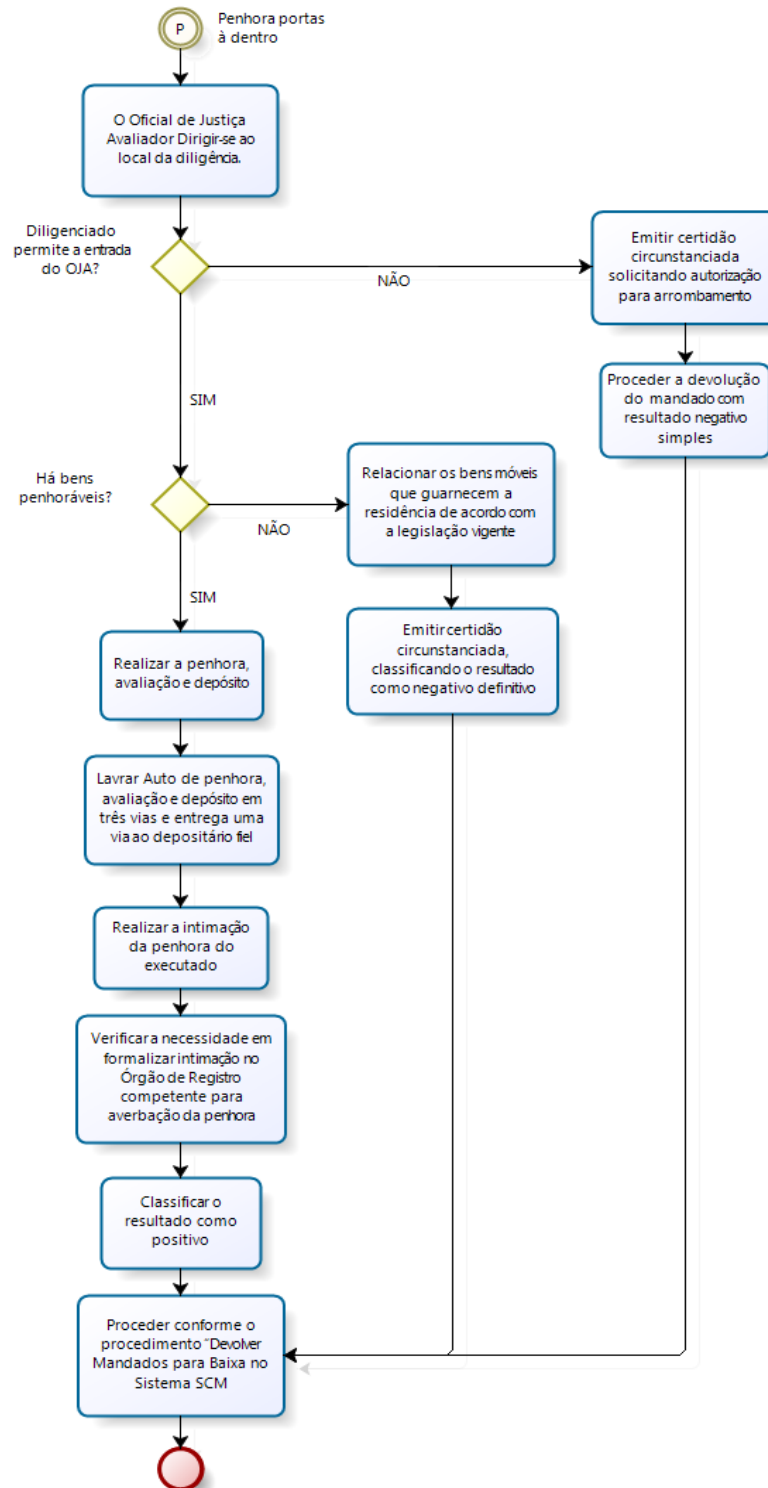 P
Penhora portas
à dentro
O Oficial de Justiça
Avaliador Dirigir-se ao
local da diligência.
Diligenciado
permite a entrada
do OJA?
NÃO
Emitir certidão
circunstanciada
solicitando autorização
para arrombamento
Proceder a devolução
do mandado com
resultado negativo
simples
SIM
Há bens
penhoráveis?
NÃO
Relacionar os bens móveis
que guarnecem a
residência de acordo com
a legislação vigente
Emitir certidão
circunstanciada,
classificando o resultado
como negativo definitivo
SIM
Realizar a penhora,
avaliação e depósito
Lavrar Auto de penhora,
avaliação e depósito em
três vias e entrega uma
via ao depositário fiel
Realizar a intimação
da penhora do
executado
Verificar a necessidade em
formalizar intimação no
Órgão de Registro
competente para
averbação da penhora
Classificar o
resultado como
positivo
Proceder conforme o
procedimento “Devolver
Mandados para Baixa no
Sistema SCM